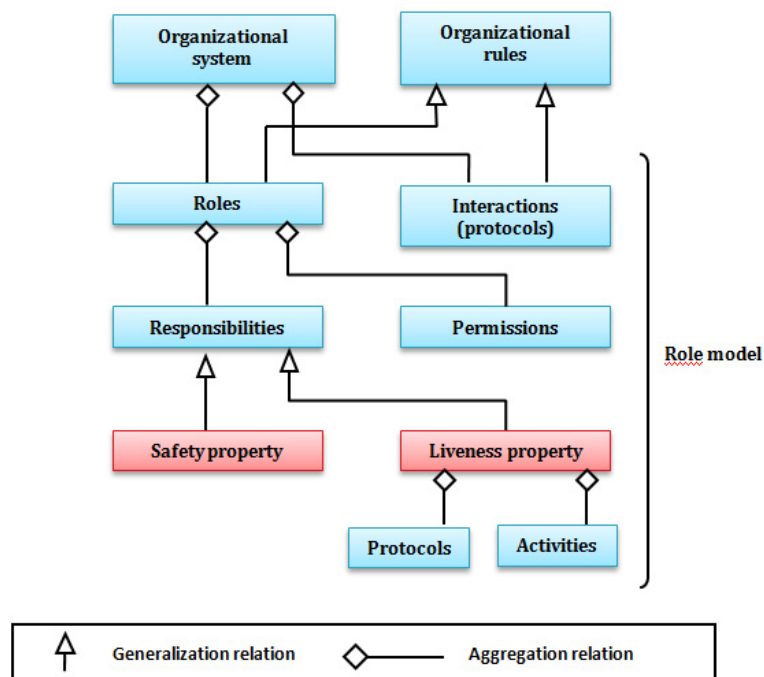 Organizational
system
Organizational
rules
Roles
Interactions
(protocols)
Responsibilities
Permissions
Role model
Safety property
Liveness property
Protocols
Activities
Generalization relation
Aggregation relation